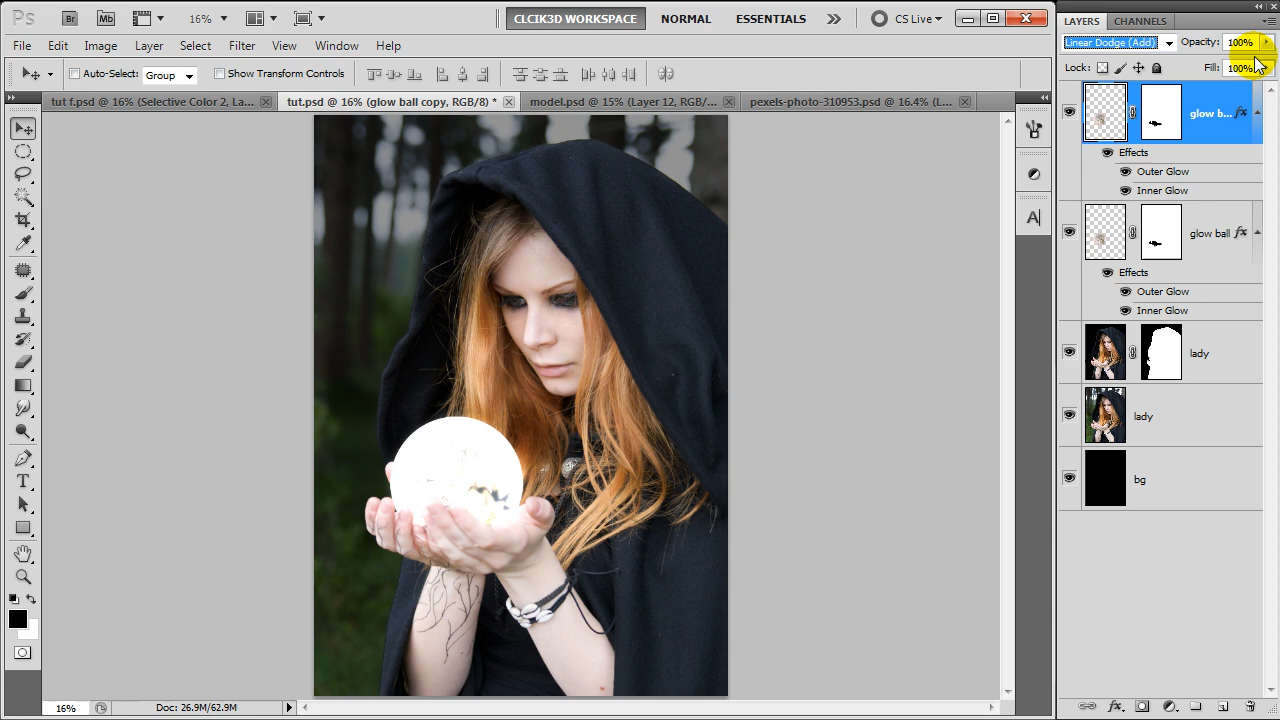 Ps Br Mb 16% CLCIK3D WORKSPACE NORMAL ESSENTIALS CS Live
File Edit Image Layer Select Filter View Window Help
Auto-Select: Group Show Transform Controls
tut f.psd @ 16% (Selective Color 2, La... tut.psd @ 16% (glow ball copy, RGB/8) * model.psd @ 15% (Layer 12, RGB/... pexels-photo-310953.psd @ 16.4% (L...
LAYERS CHANNELS
Linear Dodge (Add) Opacity: 100%
Lock: Fill: 100%
glow b... fx
Effects
Outer Glow
Inner Glow
glow ball fx
Effects
Outer Glow
Inner Glow
lady
lady
bg
A
T
16% Doc: 26.9M/62.9M
fx